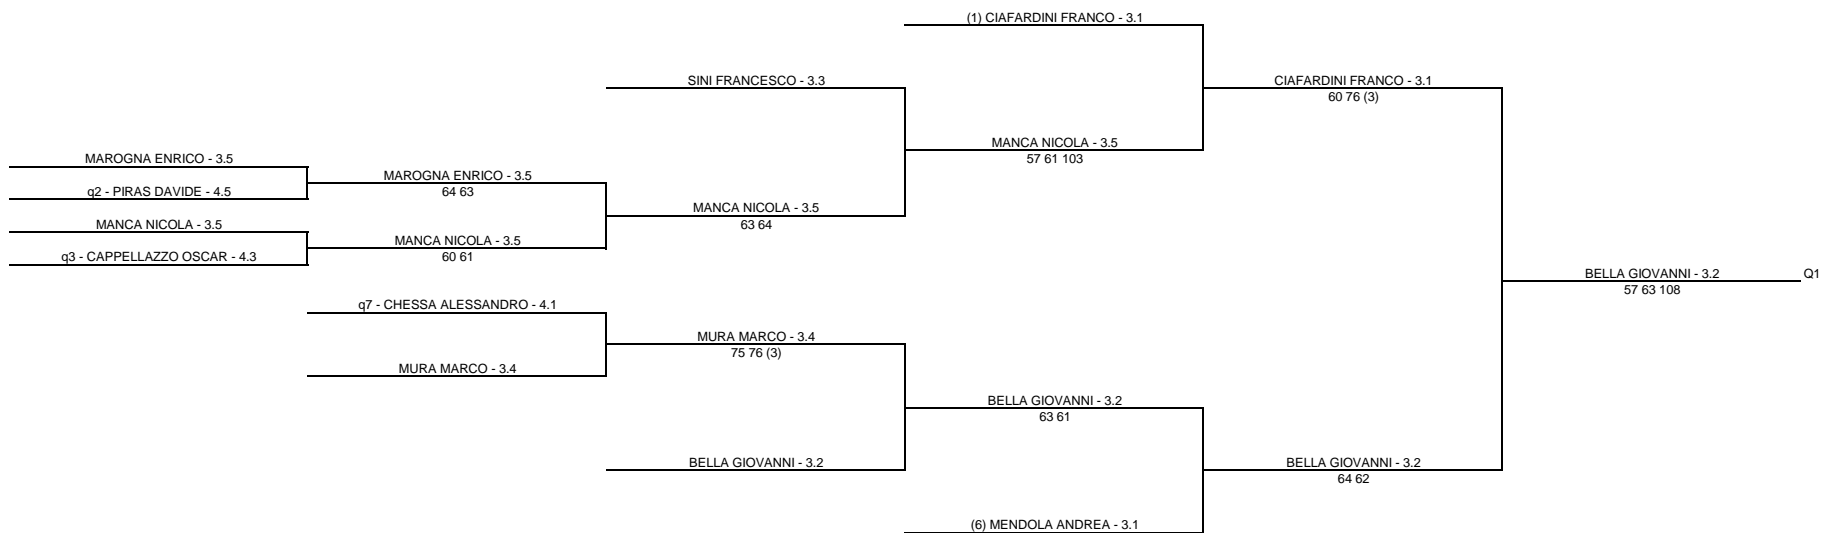 (1) CIAFARDINI FRANCO - 3.1
SINI FRANCESCO - 3.3
CIAFARDINI FRANCO - 3.1
60 76 (3)
MANCA NICOLA - 3.5
57 61 103
MAROGNA ENRICO - 3.5
MAROGNA ENRICO - 3.5
64 63
q2 - PIRAS DAVIDE - 4.5
MANCA NICOLA - 3.5
63 64
MANCA NICOLA - 3.5
MANCA NICOLA - 3.5
60 61
q3 - CAPPELLAZZO OSCAR - 4.3
BELLA GIOVANNI - 3.2
Q1
57 63 108
q7 - CHESSA ALESSANDRO - 4.1
MURA MARCO - 3.4
75 76 (3)
MURA MARCO - 3.4
BELLA GIOVANNI - 3.2
63 61
BELLA GIOVANNI - 3.2
BELLA GIOVANNI - 3.2
64 62
(6) MENDOLA ANDREA - 3.1